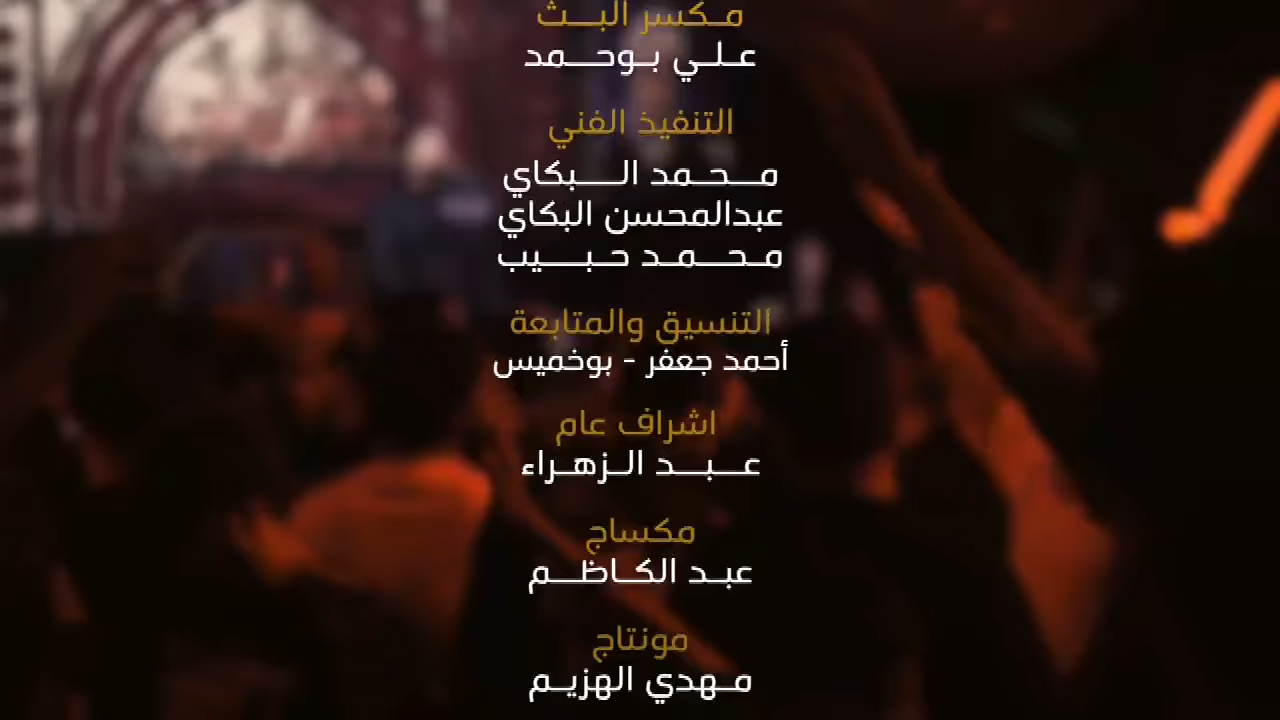 مكسر البث
علي بوحمد
التنفيذ الفني
محمد البكاي
عبدالمحسن البكاي
محمد حبيب
التنسيق والمتابعة
أحمد جعفر - بوخميس
اشراف عام
عبد الزهراء
مكساج
عبد الكاظم
مونتاج
مهدي الهزيم